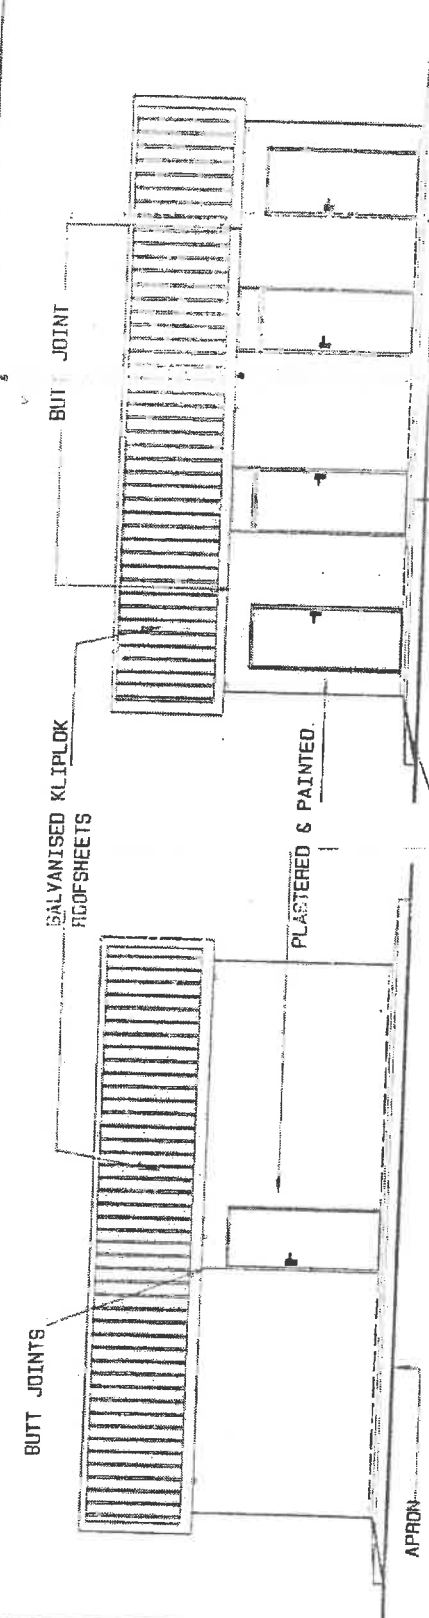 BUTT JOINTS
GALVANISED KLIPLOK
ROOFSHEETS
BUTT JOINT
PLASTERED & PAINTED.
APRON